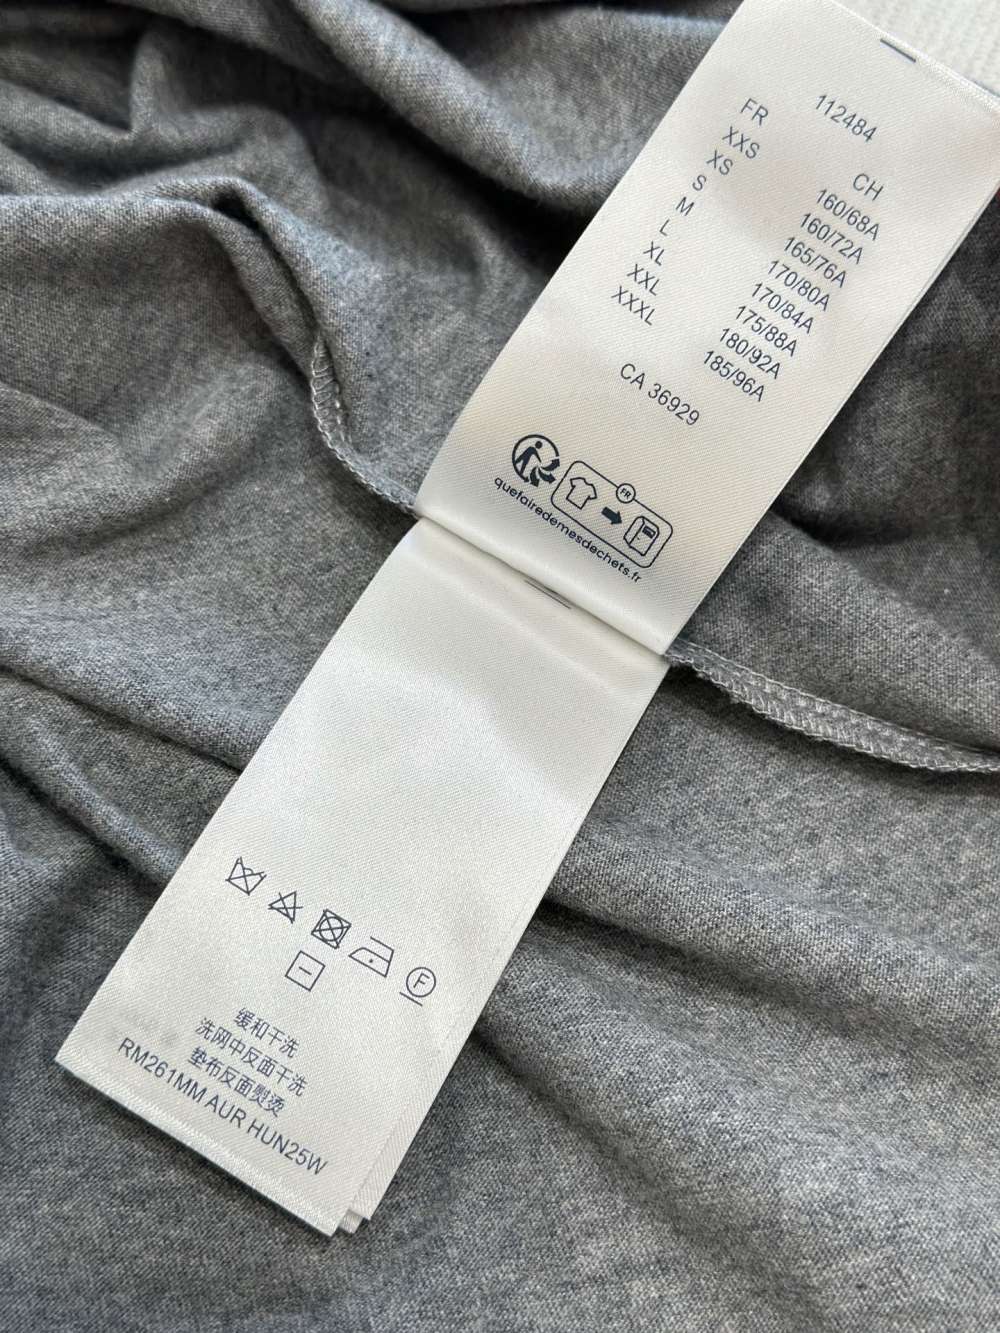 112484
FR CH
XXS 160/68A
XS 160/72A
S 165/76A
M 170/80A
L 170/84A
XL 175/88A
XXL 180/92A
XXXL 185/96A
CA 36929
FR
quefairedemesdechets.fr
F
缓和干洗
洗网中反面干洗
垫布反面熨烫
RM261MM AUR HUN25W